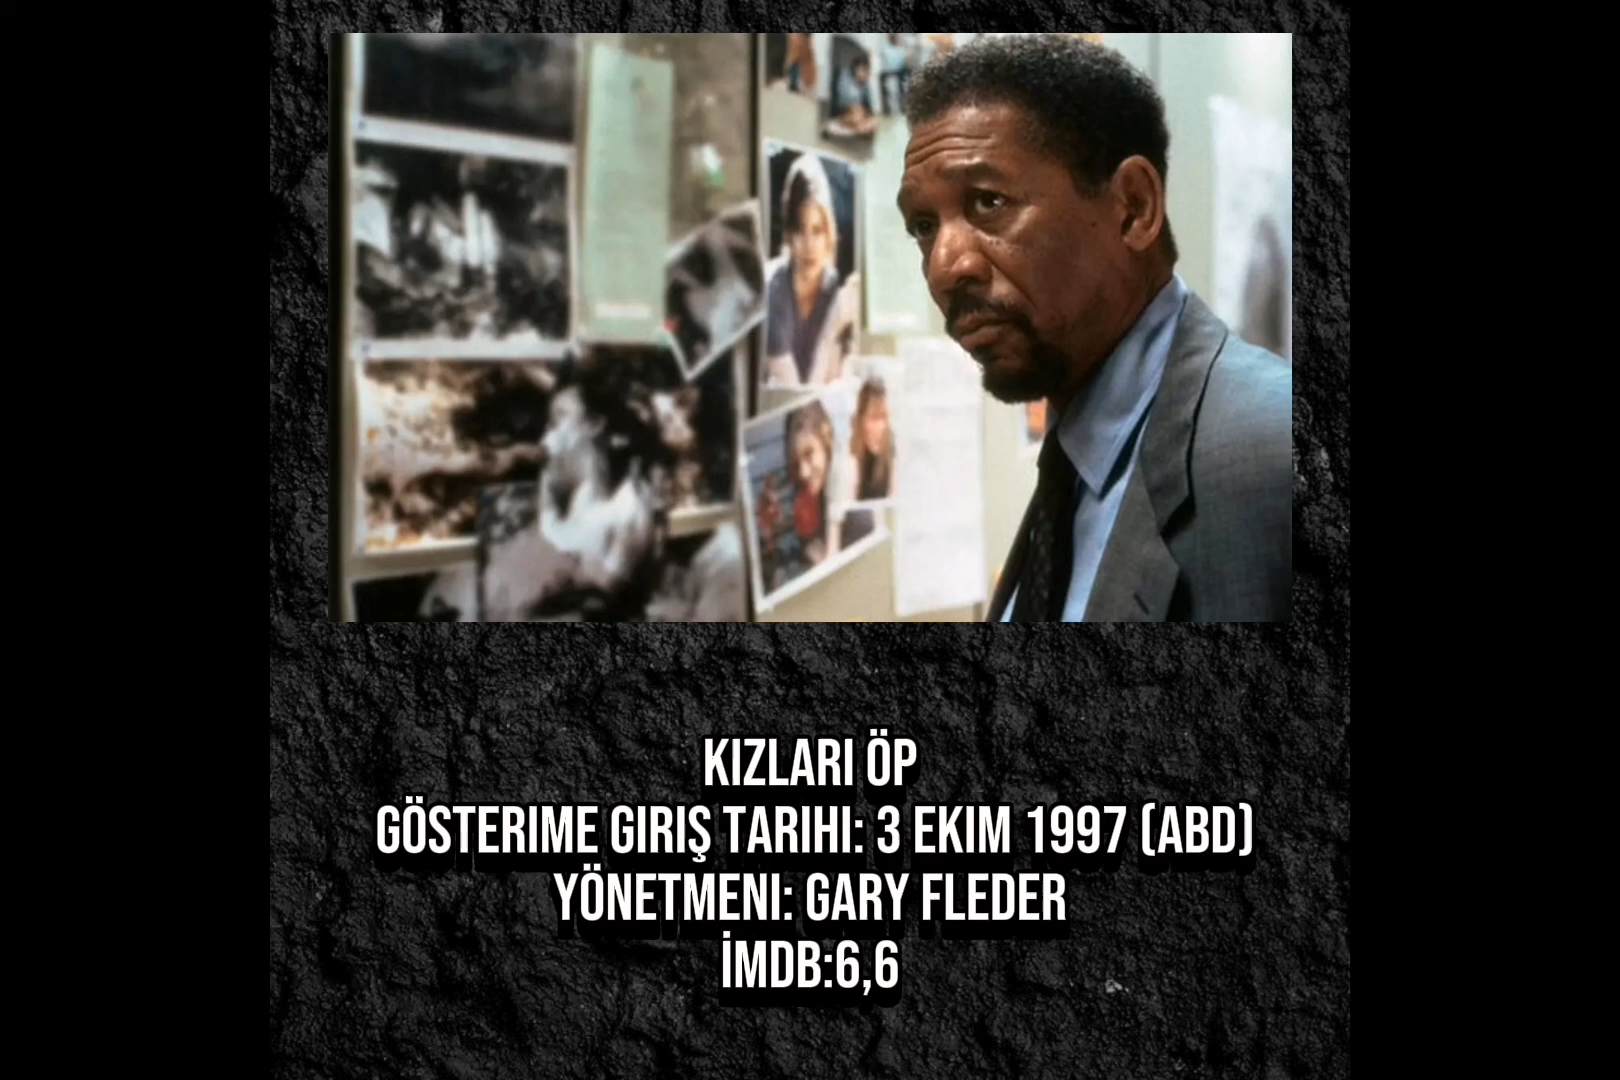 KIZLARI ÖP
GÖSTERIME GIRIŞ TARIHI: 3 EKIM 1997 (ABD)
YÖNETMENI: GARY FLEDER
İMDB:6,6